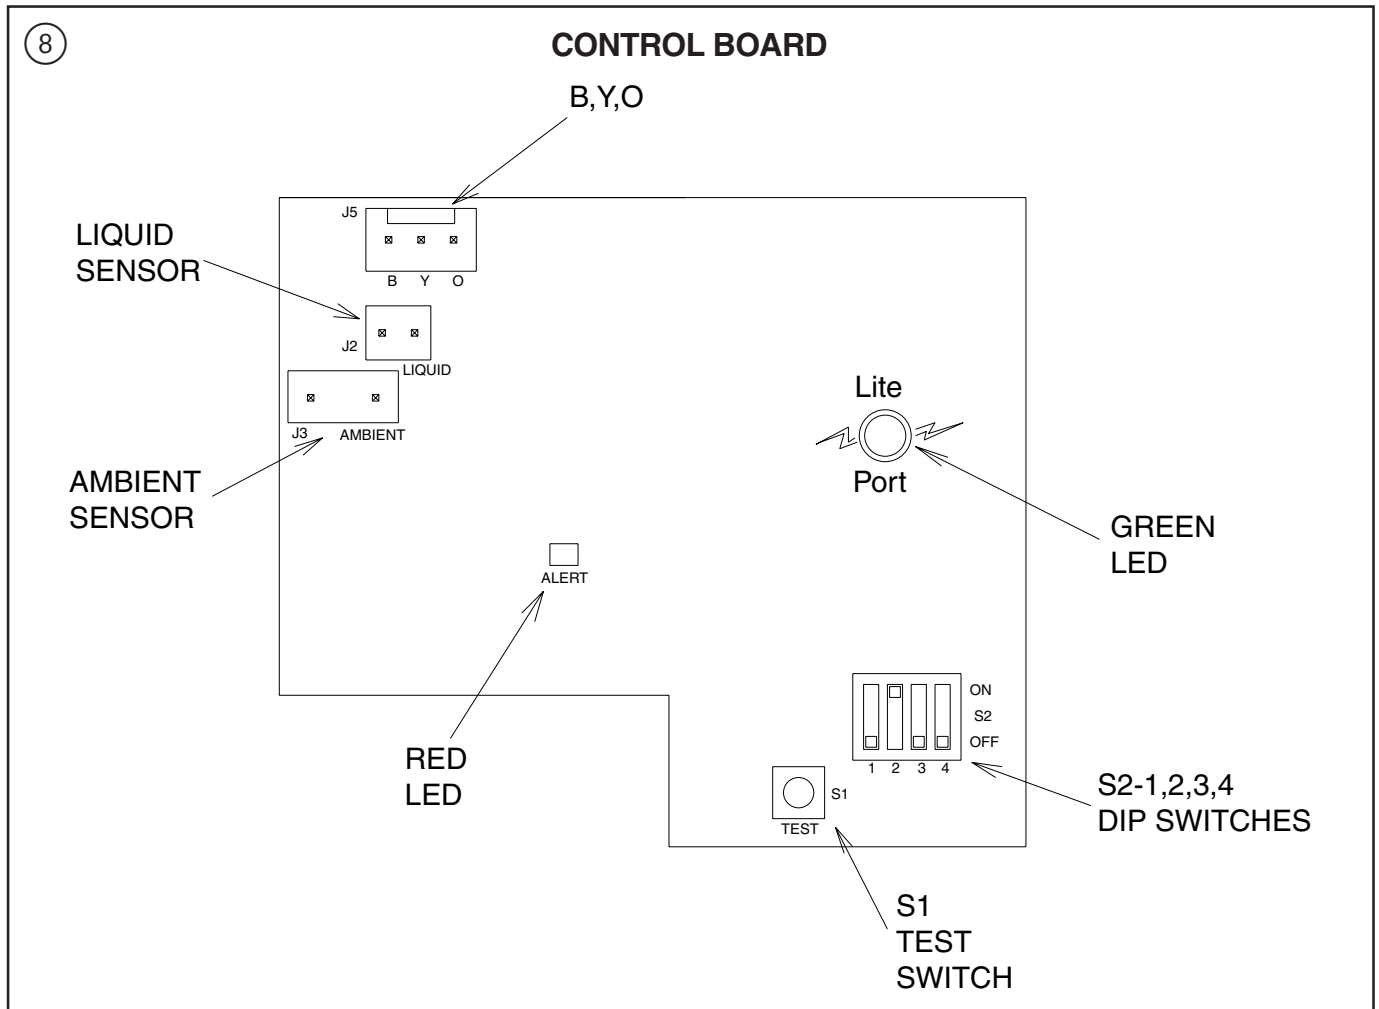 8
CONTROL BOARD
B,Y,O
J5
B Y O
LIQUID
SENSOR
J2
LIQUID
J3
AMBIENT
AMBIENT
SENSOR
Lite
Port
GREEN
LED
ALERT
RED
LED
ON
S2
OFF
1 2 3 4
S2-1,2,3,4
DIP SWITCHES
S1
TEST
S1
TEST
SWITCH